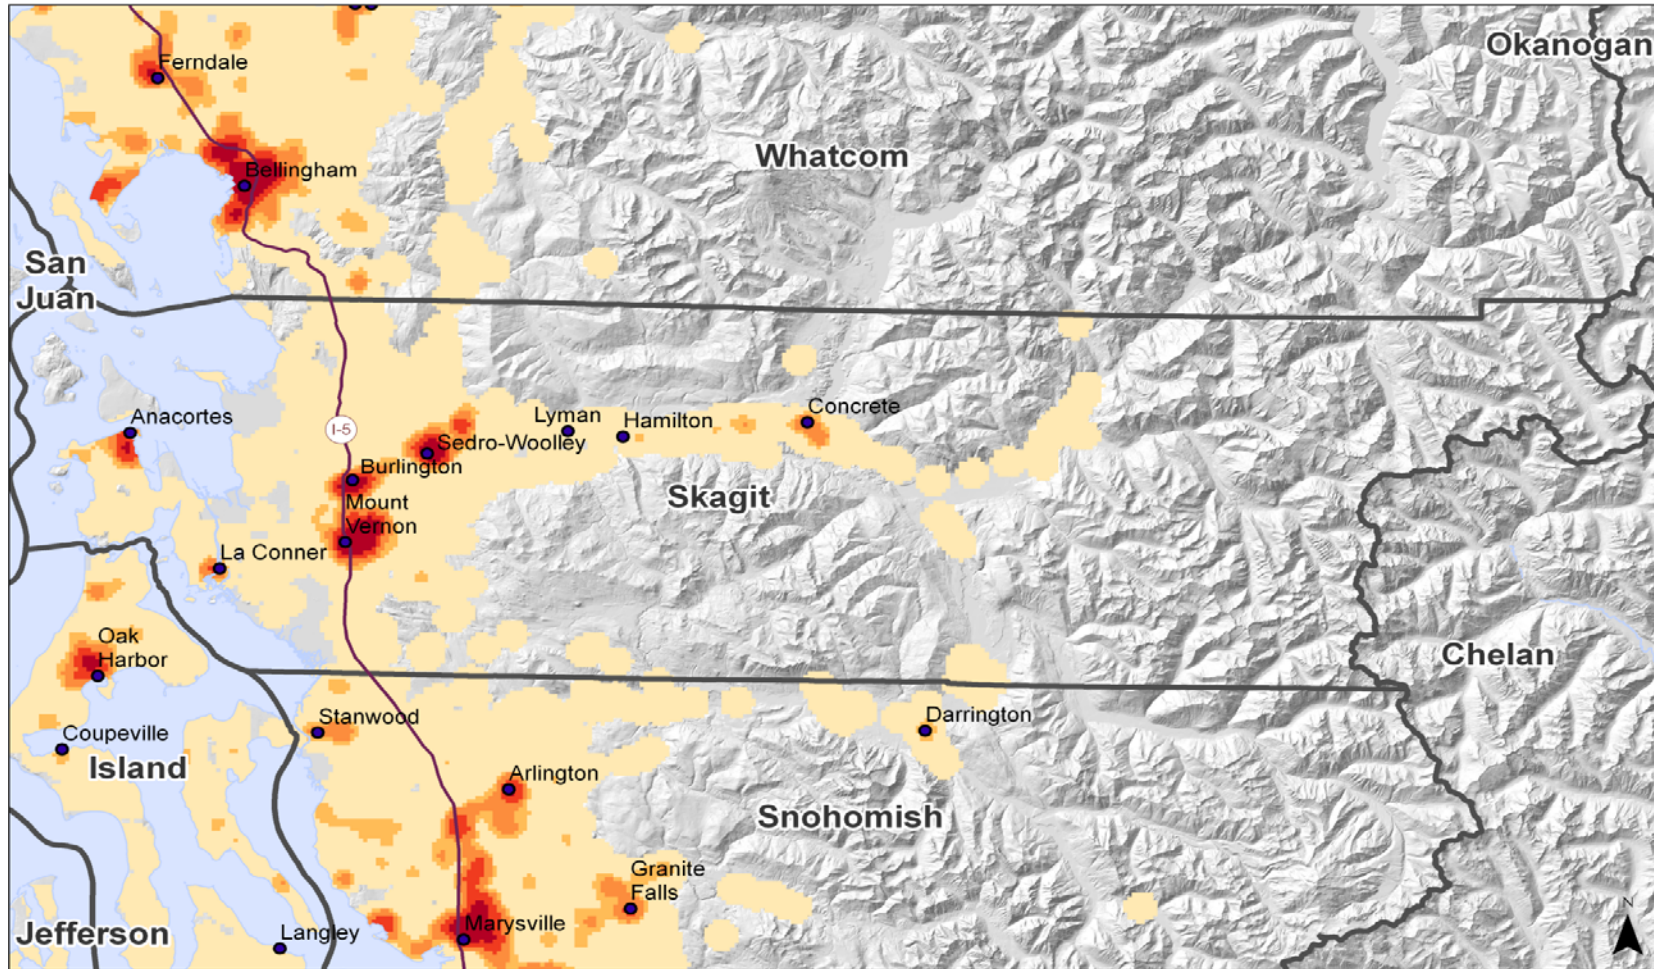 Okanogan
Ferndale
Whatcom
Bellingham
San
Juan
Anacortes
I-5
Lyman
Hamilton
Concrete
Sedro-Woolley
Burlington
Mount
Vernon
Skagit
La Conner
Oak
Harbor
Chelan
Stanwood
Darrington
Coupeville
Island
Arlington
Snohomish
Granite
Falls
Marysville
Jefferson
Langley
N